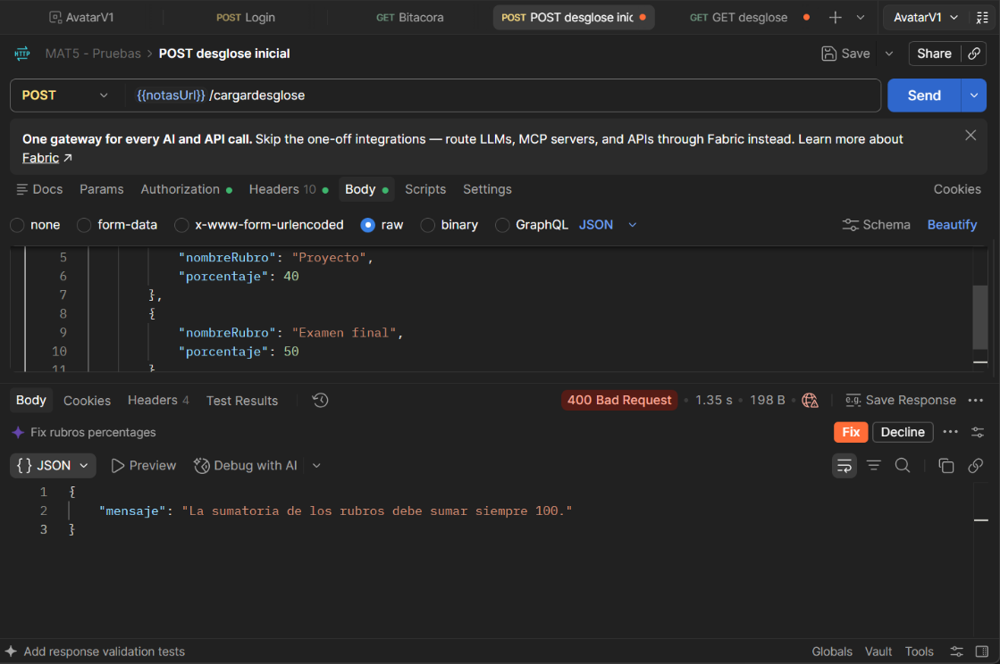 AvatarV1 POST Login GET Bitacora POST POST desglose inic GET GET desglose AvatarV1
HTTP MAT5 - Pruebas > POST desglose inicial Save Share
POST {{notasUrl}} /cargardesglose Send
One gateway for every AI and API call. Skip the one-off integrations — route LLMs, MCP servers, and APIs through Fabric instead. Learn more about
Fabric ↗
Docs Params Authorization Headers 10 Body Scripts Settings Cookies
none form-data x-www-form-urlencoded raw binary GraphQL JSON Schema Beautify
5 "nombreRubro": "Proyecto",
6 "porcentaje": 40
7 },
8 {
9 "nombreRubro": "Examen final",
10 "porcentaje": 50
11 }
Body Cookies Headers 4 Test Results 400 Bad Request • 1.35 s • 198 B • e.g. Save Response
Fix rubros percentages Fix Decline
{} JSON Preview Debug with AI
1 {
2 "mensaje": "La sumatoria de los rubros debe sumar siempre 100."
3 }
Add response validation tests Globals Vault Tools